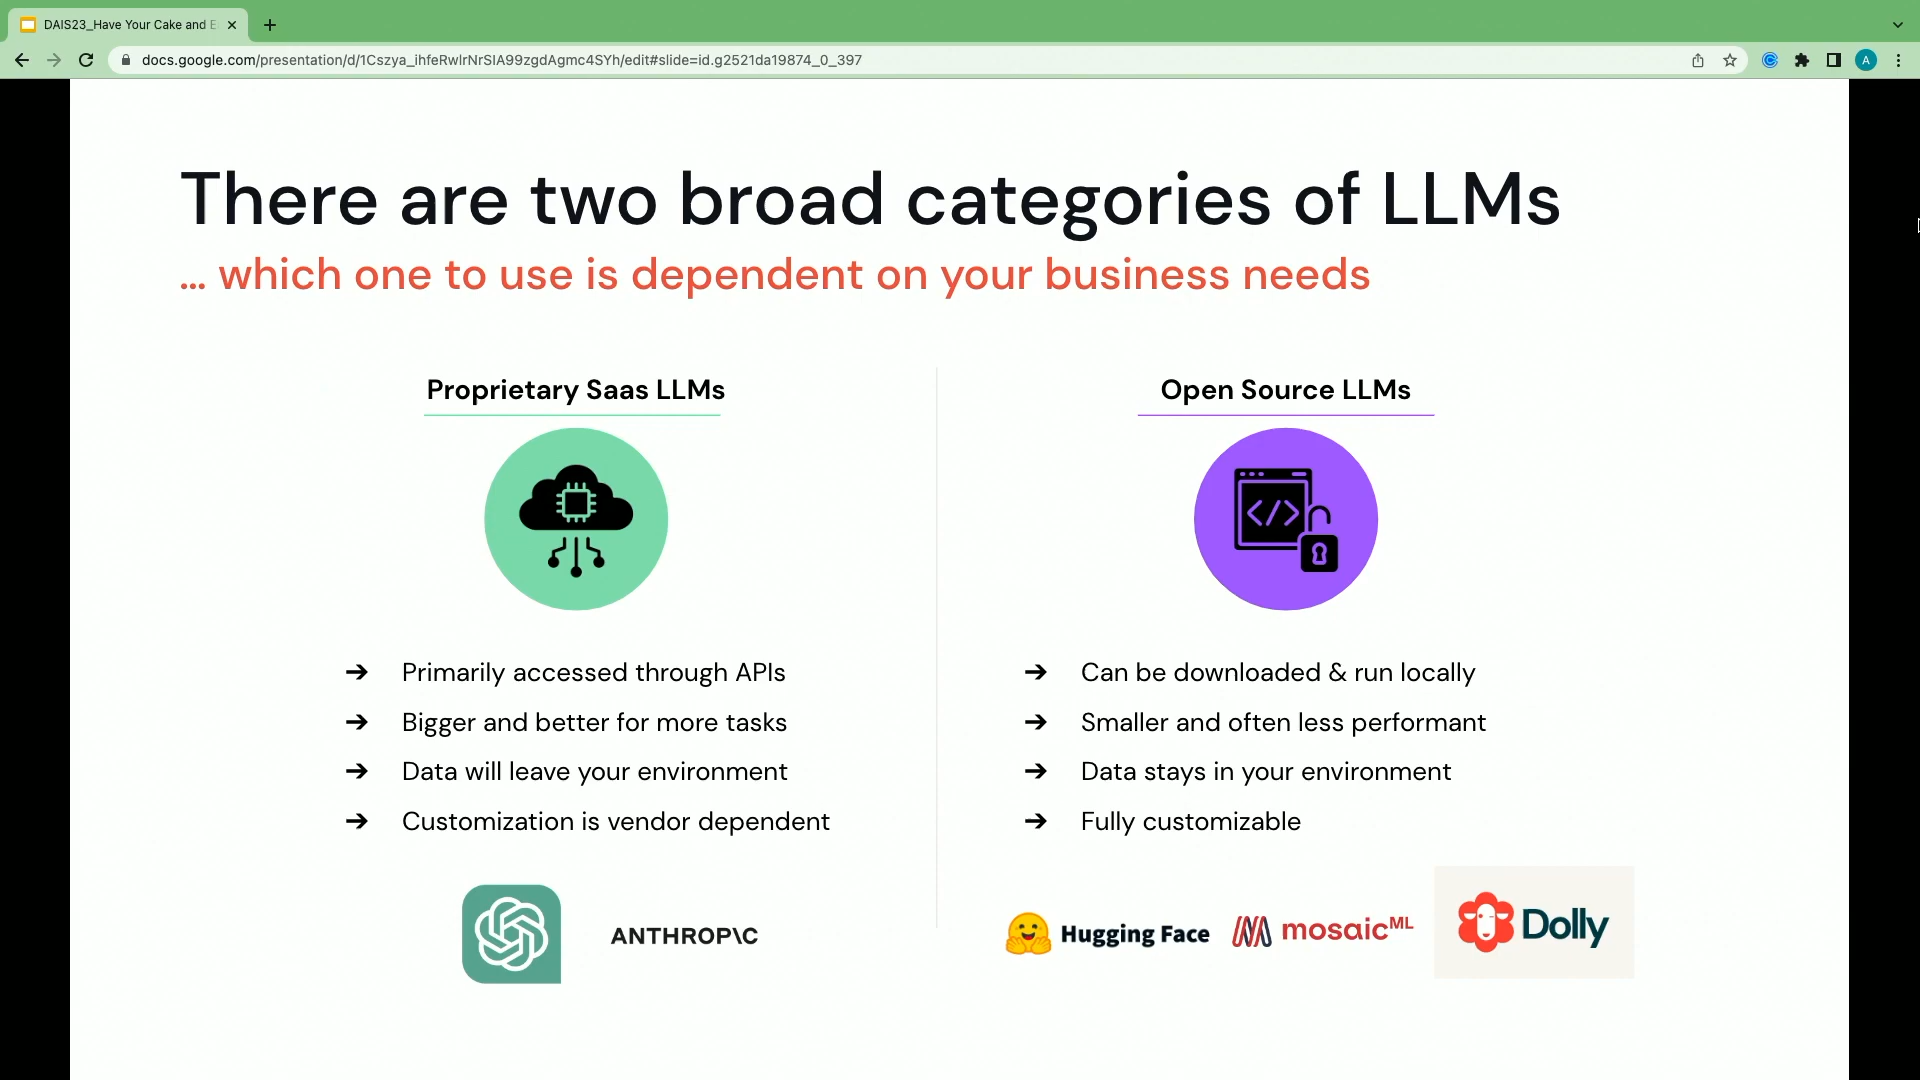 DAIS23_Have Your Cake and E
docs.google.com/presentation/d/1Cszya_ihfeRwlrNrSIA99zgdAgmc4SYh/edit#slide=id.g2521da19874_0_397
A
There are two broad categories of LLMs
... which one to use is dependent on your business needs
Proprietary Saas LLMs
➔ Primarily accessed through APIs
➔ Bigger and better for more tasks
➔ Data will leave your environment
➔ Customization is vendor dependent
ANTHROP\C
Open Source LLMs
</>
➔ Can be downloaded & run locally
➔ Smaller and often less performant
➔ Data stays in your environment
➔ Fully customizable
Hugging Face
mosaicML
Dolly